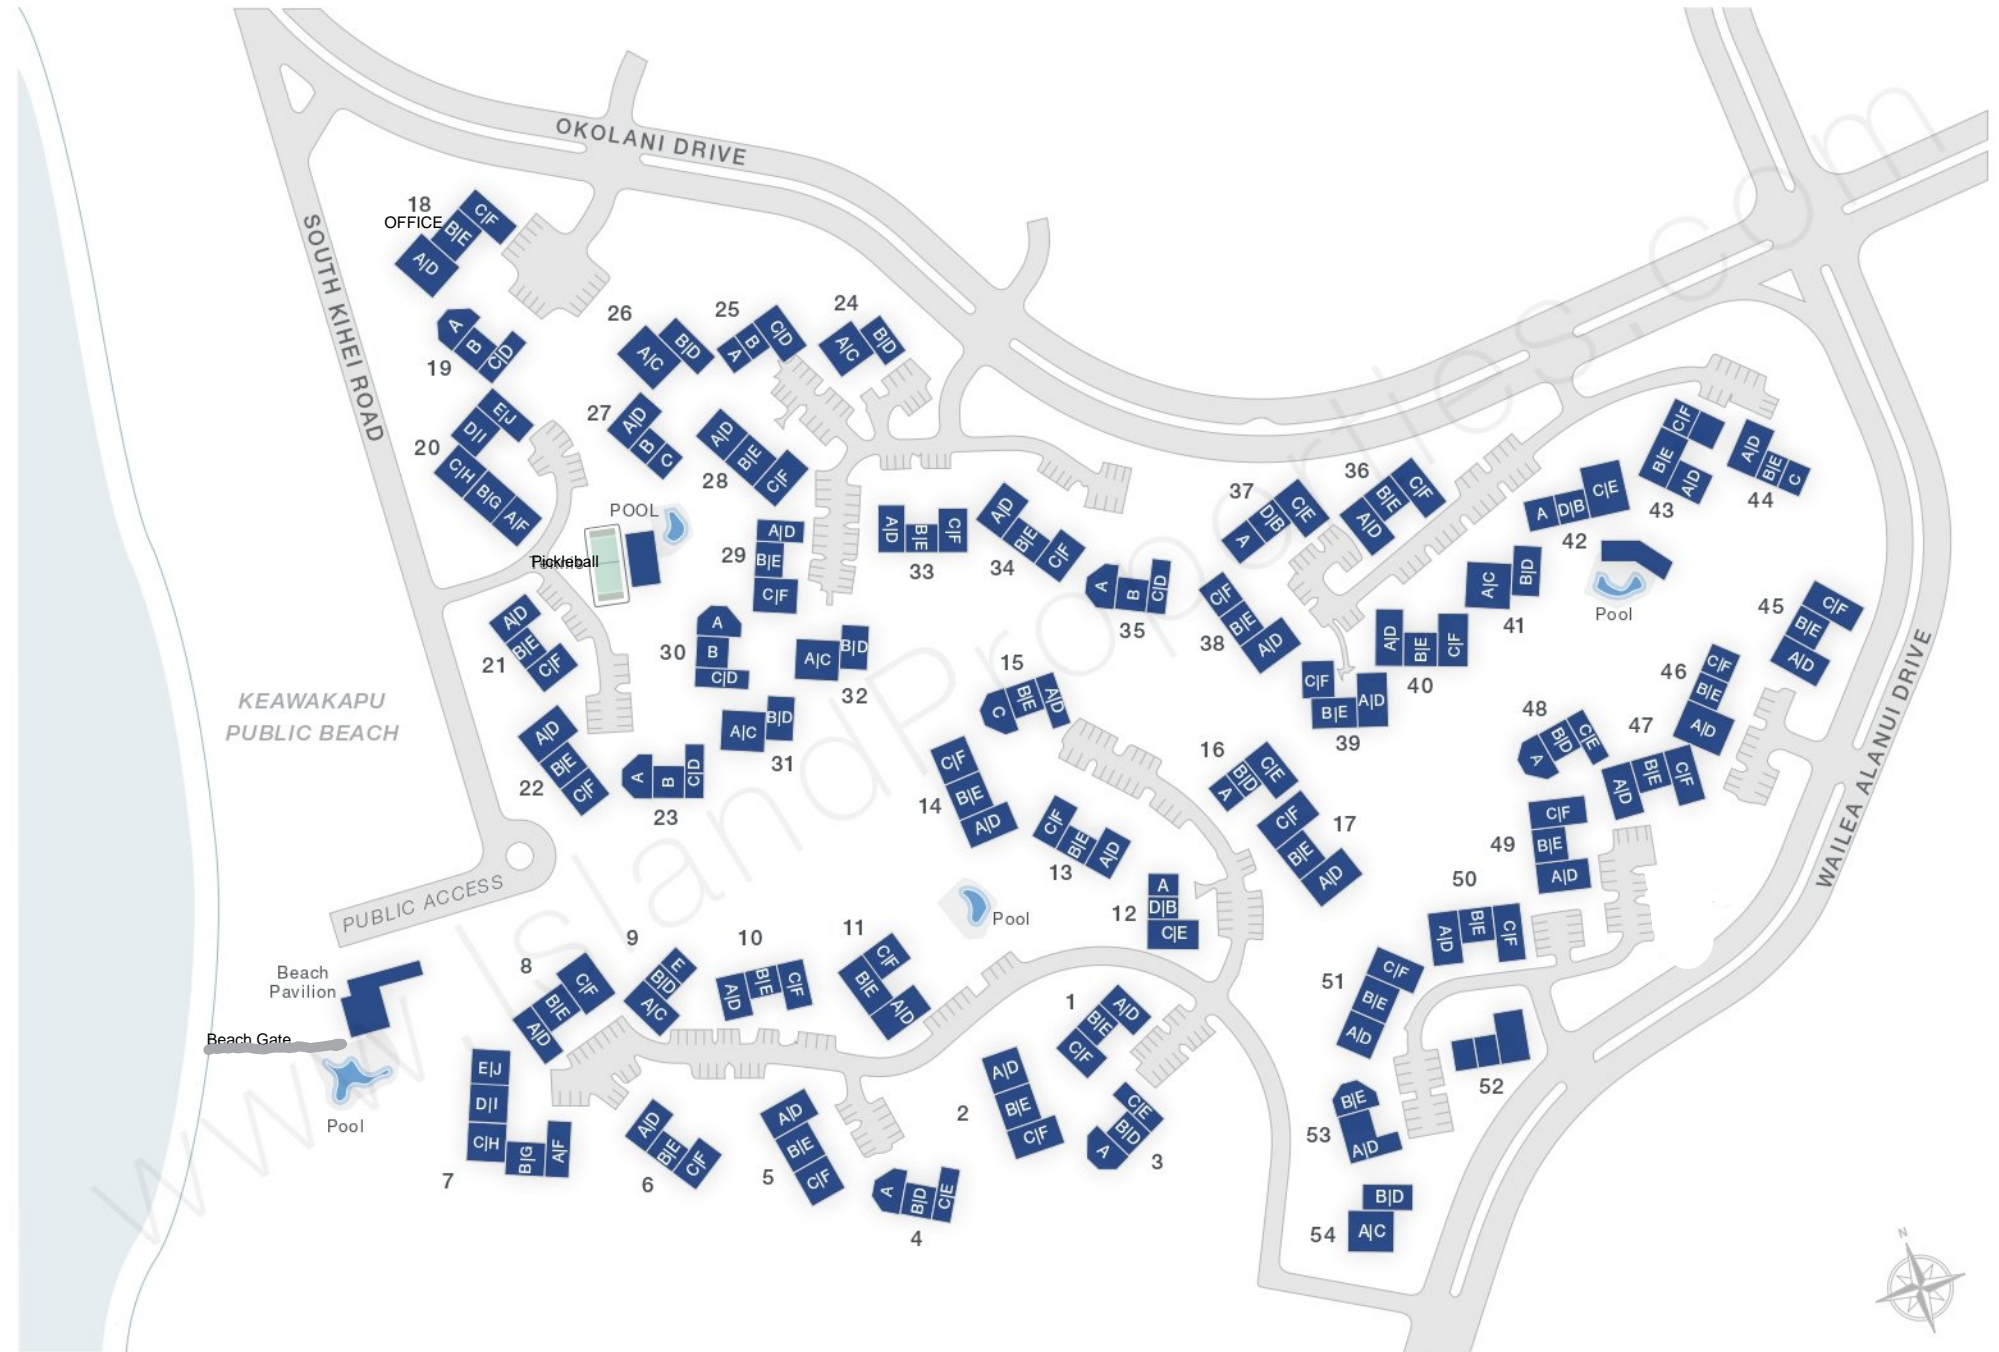 OKOLANI DRIVE
SOUTH KIHEI ROAD
18
OFFICE
C|F
B|E
A|D
19
A
B
C|D
20
E|J
D|I
C|H
B|G
A|F
26
A|C
B|D
25
A
B
C|D
24
A|C
B|D
27
A|D
B
C
28
A|D
B|E
C|F
POOL
Pickleball
29
A|D
B|E
C|F
33
A|D
B|E
C|F
34
A|D
B|E
C|F
35
A
B
C|D
37
A
D|B
C|E
36
A|D
B|E
C|F
42
A
D|B
C|E
43
C|F
B|E
A|D
44
A|D
B|E
C
Pool
41
A|C
B|D
38
C|F
B|E
A|D
40
A|D
B|E
C|F
39
C|F
B|E
A|D
45
C|F
B|E
A|D
46
C|F
B|E
A|D
47
A|D
B|E
C|F
48
A
B|D
C|E
49
C|F
B|E
A|D
50
A|D
B|E
C|F
51
C|F
B|E
A|D
52
53
B|E
A|D
54
B|D
A|C
WAILEA ALANUI DRIVE
21
A|D
B|E
C|F
22
A|D
B|E
C|F
23
A
B
C|D
30
A
B
C|D
31
A|C
B|D
32
A|C
B|D
15
C
B|E
A|D
14
C|F
B|E
A|D
13
C|F
B|E
A|D
16
A
B|D
C|E
17
C|F
B|E
A|D
12
A
D|B
C|E
Pool
KEAWAKAPU
PUBLIC BEACH
PUBLIC ACCESS
Beach
Pavilion
Beach Gate
Pool
8
A|D
B|E
C|F
9
E
B|D
A|C
10
A|D
B|E
C|F
11
C|F
B|E
A|D
1
A|D
B|E
C|F
2
A|D
B|E
C|F
3
C|E
B|D
A
4
A
B|D
C|E
5
A|D
B|E
C|F
6
A|D
B|E
C|F
7
E|J
D|I
C|H
B|G
A|F
N
www.IslandProperties.com